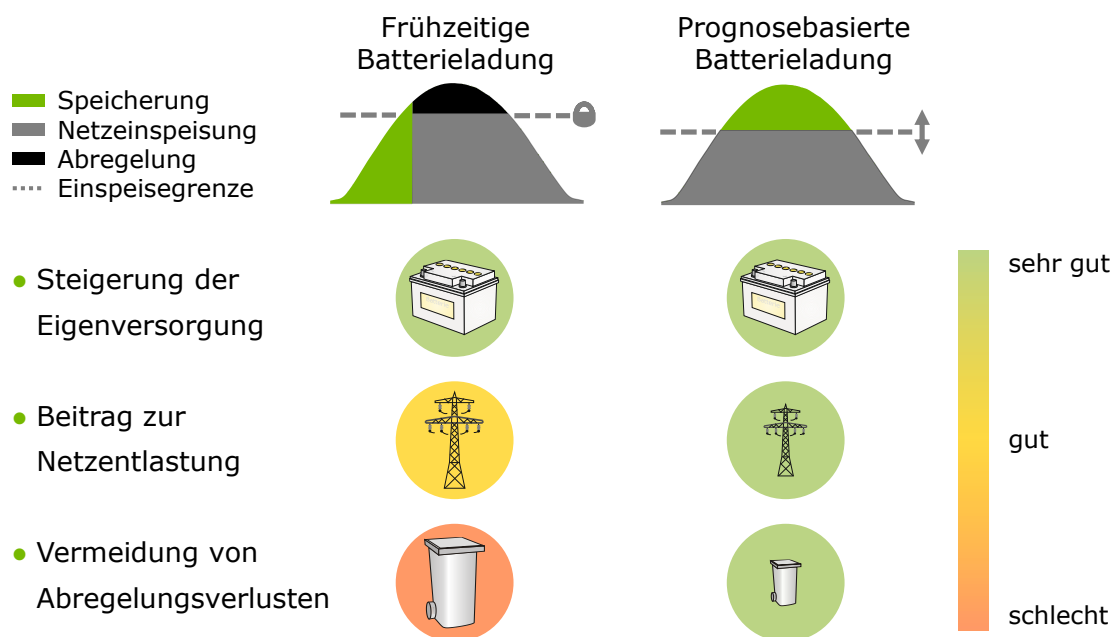 Frühzeitige
Batterieladung
Prognosebasierte
Batterieladung
Speicherung
Netzeinspeisung
Abregelung
Einspeisegrenze
Steigerung der
Eigenversorgung
Beitrag zur
Netzentlastung
Vermeidung von
Abregelungsverlusten
sehr gut
gut
schlecht